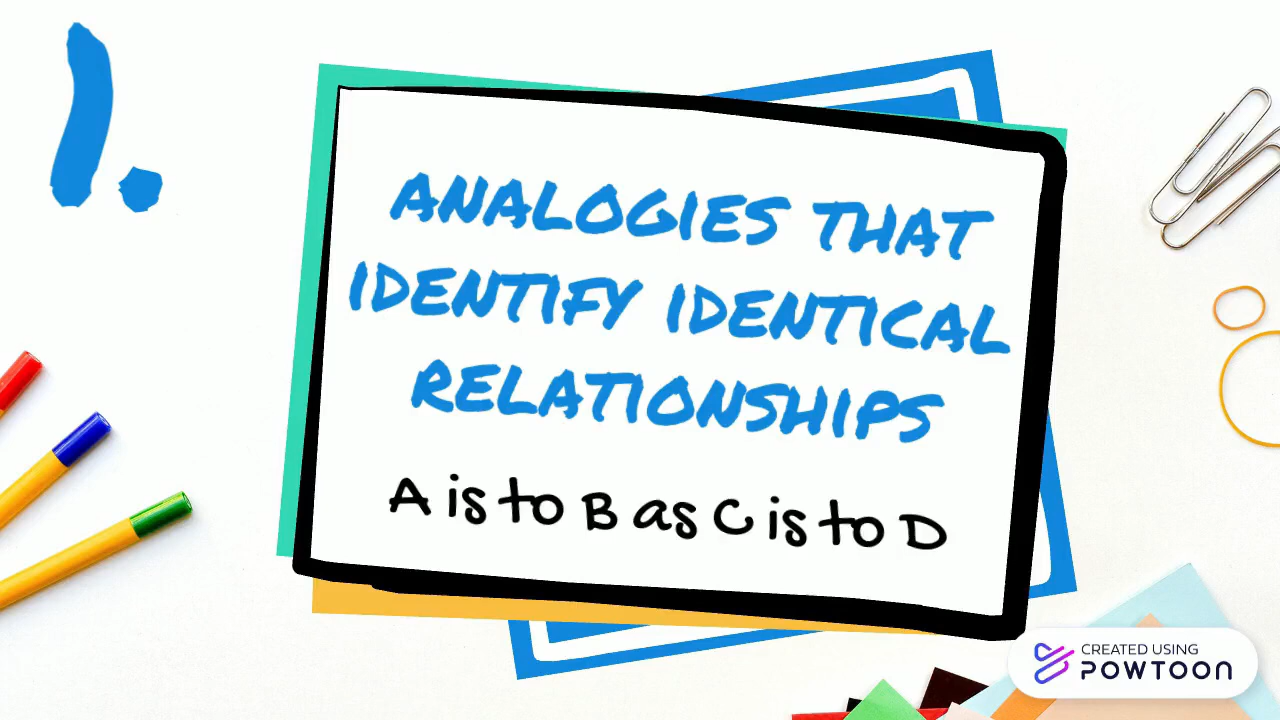 1.
ANALOGIES THAT
IDENTIFY IDENTICAL
RELATIONSHIPS
A is to B as C is to D
CREATED USING
POWTOON